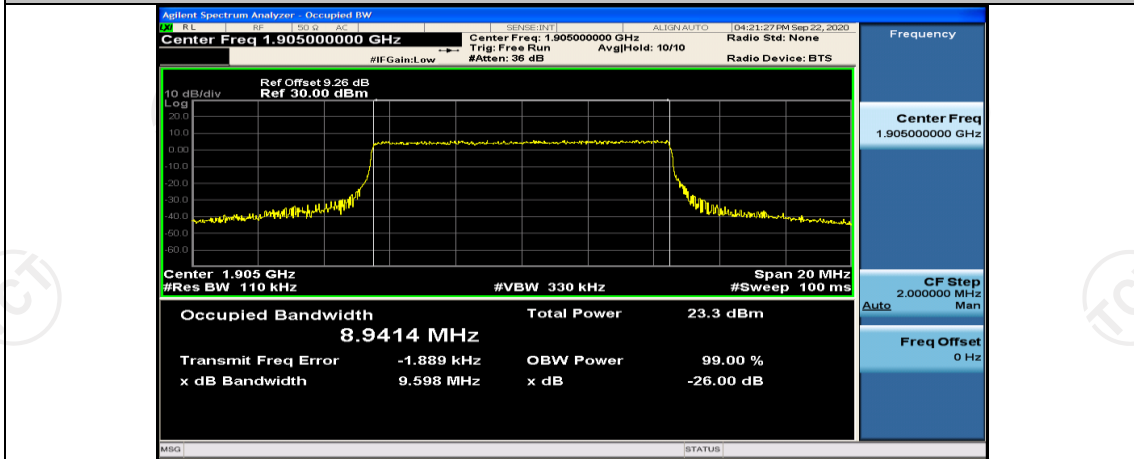 Agilent Spectrum Analyzer - Occupied BW
LXI RL RF 50 Ω AC SENSE:INT ALIGN AUTO 04:21:27 PM Sep 22, 2020
Center Freq 1.905000000 GHz
Center Freq: 1.905000000 GHz
Radio Std: None
Trig: Free Run Avg|Hold: 10/10
#IFGain:Low
#Atten: 36 dB
Radio Device: BTS
Ref Offset 9.26 dB
10 dB/div Ref 30.00 dBm
Log
20.0
10.0
0.00
-10.0
-20.0
-30.0
-40.0
-50.0
-60.0
Center 1.905 GHz Span 20 MHz
#Res BW 110 kHz #VBW 330 kHz #Sweep 100 ms
Occupied Bandwidth Total Power 23.3 dBm
8.9414 MHz
Transmit Freq Error -1.889 kHz OBW Power 99.00 %
x dB Bandwidth 9.598 MHz x dB -26.00 dB
MSG STATUS
Frequency
Center Freq
1.905000000 GHz
CF Step
2.000000 MHz
Auto Man
Freq Offset
0 Hz
TCT
TCT